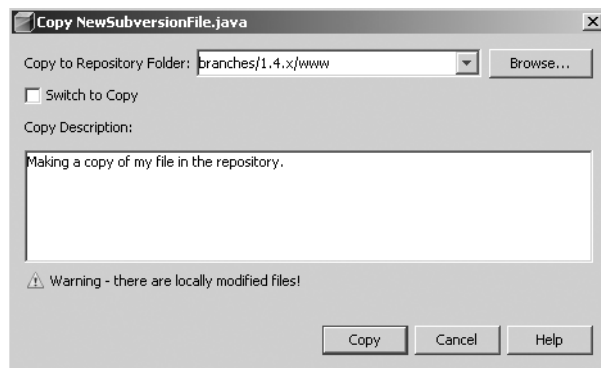 Copy NewSubversionFile.java
Copy to Repository Folder: branches/1.4.x/www Browse...
Switch to Copy
Copy Description:
Making a copy of my file in the repository.
Warning - there are locally modified files!
Copy Cancel Help